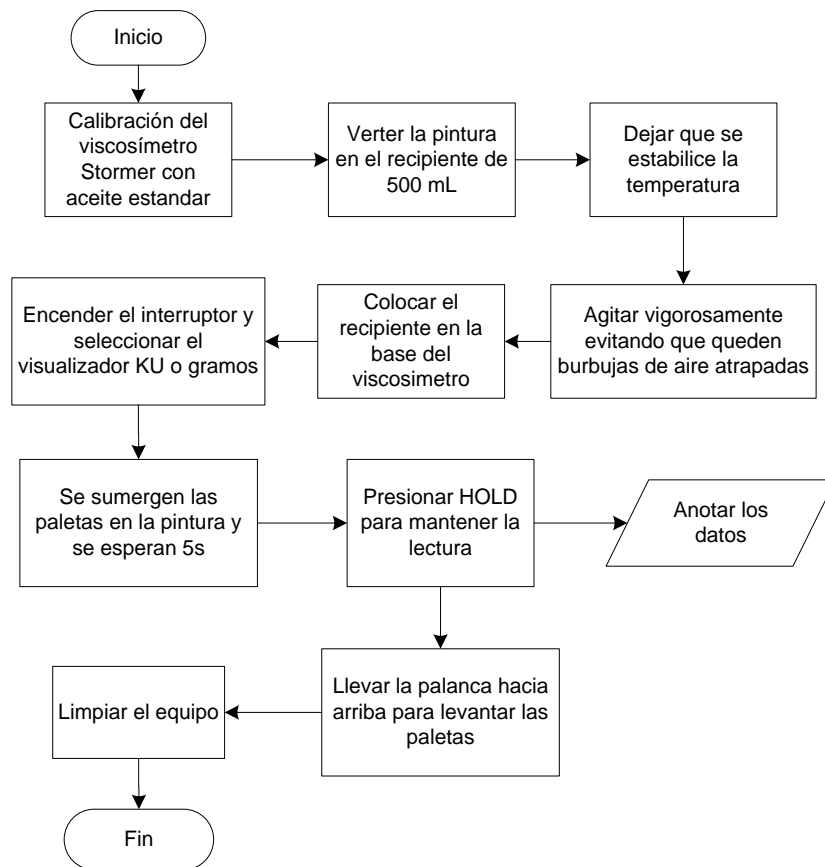 Inicio
Calibración del
viscosímetro
Stormer con
aceite estandar
Verter la pintura
en el recipiente de
500 mL
Dejar que se
estabilice la
temperatura
Agitar vigorosamente
evitando que queden
burbujas de aire atrapadas
Colocar el
recipiente en la
base del
viscosimetro
Encender el interruptor y
seleccionar el
visualizador KU o gramos
Se sumergen las
paletas en la pintura y
se esperan 5s
Presionar HOLD
para mantener la
lectura
Anotar los
datos
Llevar la palanca hacia
arriba para levantar las
paletas
Limpiar el equipo
Fin